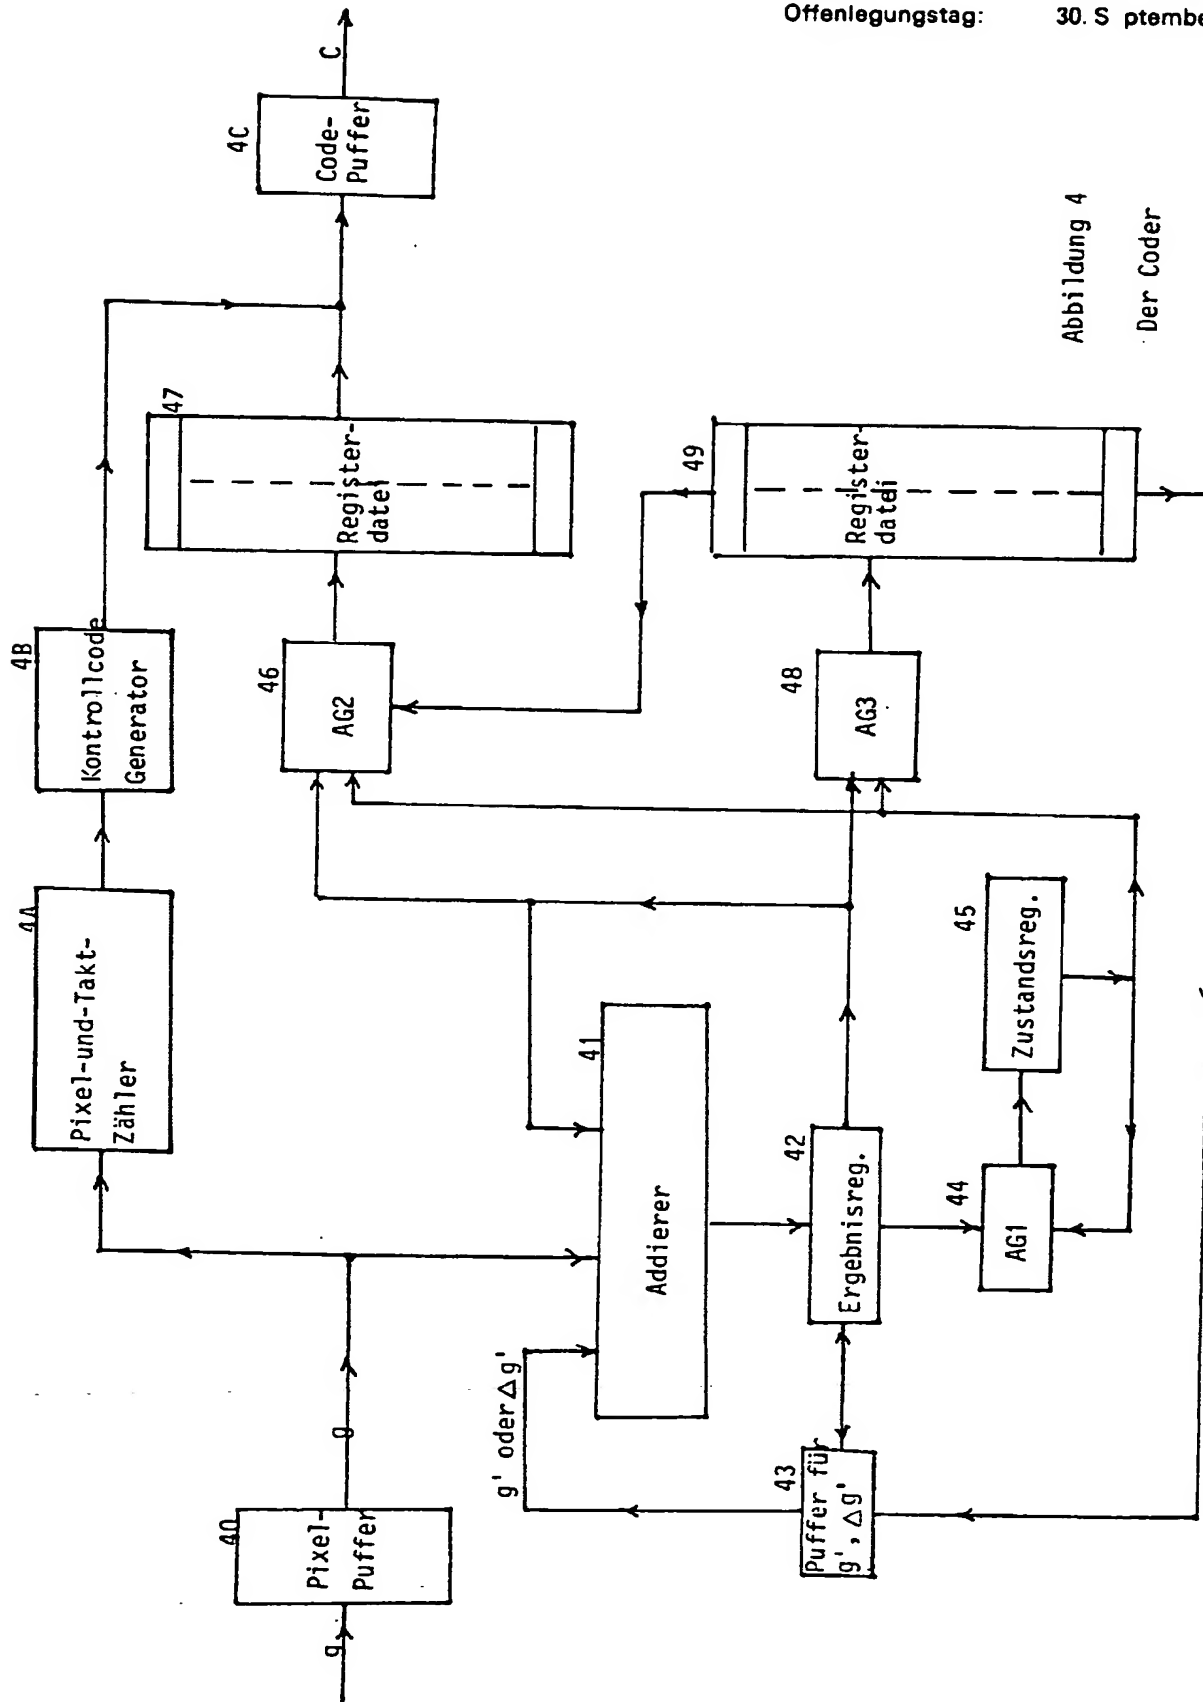 Offenlegungstag: 30. S ptembe
C
4C
Code-
Puffer
4B
Kontrollcode
Generator
4A
Pixel-und-Takt-
Zähler
47
Register-
datei
46
AG2
49
Register-
datei
48
AG3
45
Zustandsreg.
44
AG1
41
Addierer
42
Ergebnisreg.
43
Puffer für
g', Δg'
g' oder Δg'
40
Pixel-
Puffer
g
g
Abbildung 4
Der Coder